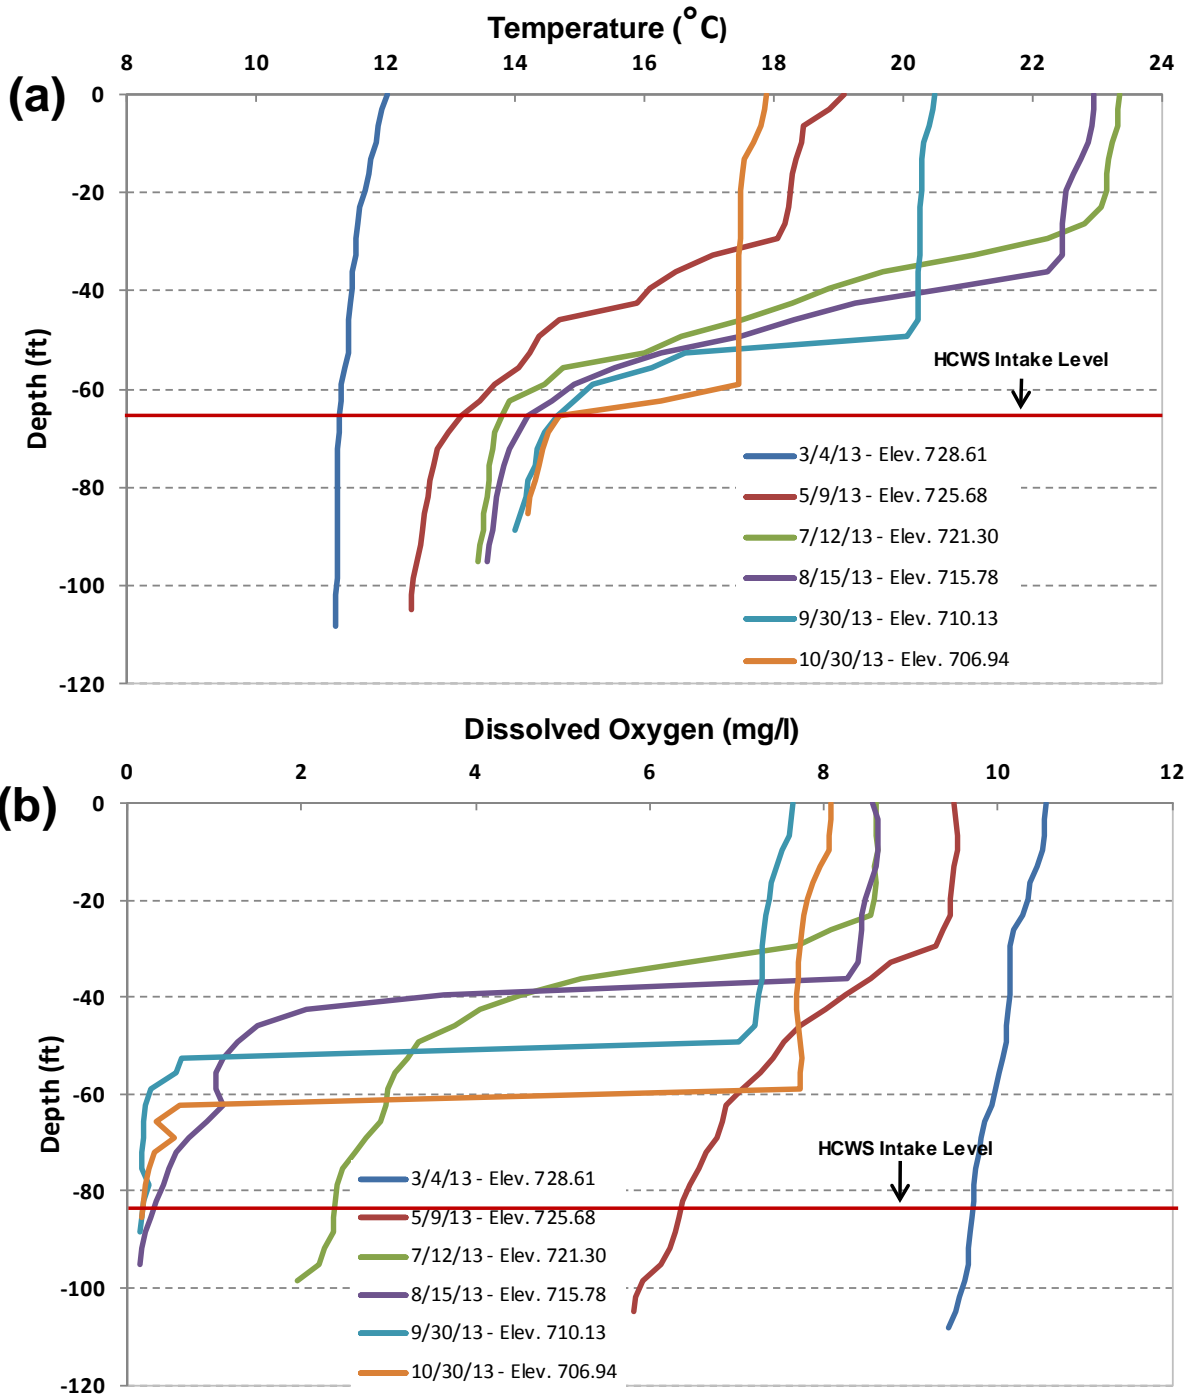 Temperature (°C)
8 10 12 14 16 18 20 22 24
(a)
0
-20
-40
-60
-80
-100
-120
Depth (ft)
HCWS Intake Level
3/4/13 - Elev. 728.61
5/9/13 - Elev. 725.68
7/12/13 - Elev. 721.30
8/15/13 - Elev. 715.78
9/30/13 - Elev. 710.13
10/30/13 - Elev. 706.94
Dissolved Oxygen (mg/l)
0 2 4 6 8 10 12
(b)
0
-20
-40
-60
-80
-100
-120
Depth (ft)
HCWS Intake Level
3/4/13 - Elev. 728.61
5/9/13 - Elev. 725.68
7/12/13 - Elev. 721.30
8/15/13 - Elev. 715.78
9/30/13 - Elev. 710.13
10/30/13 - Elev. 706.94